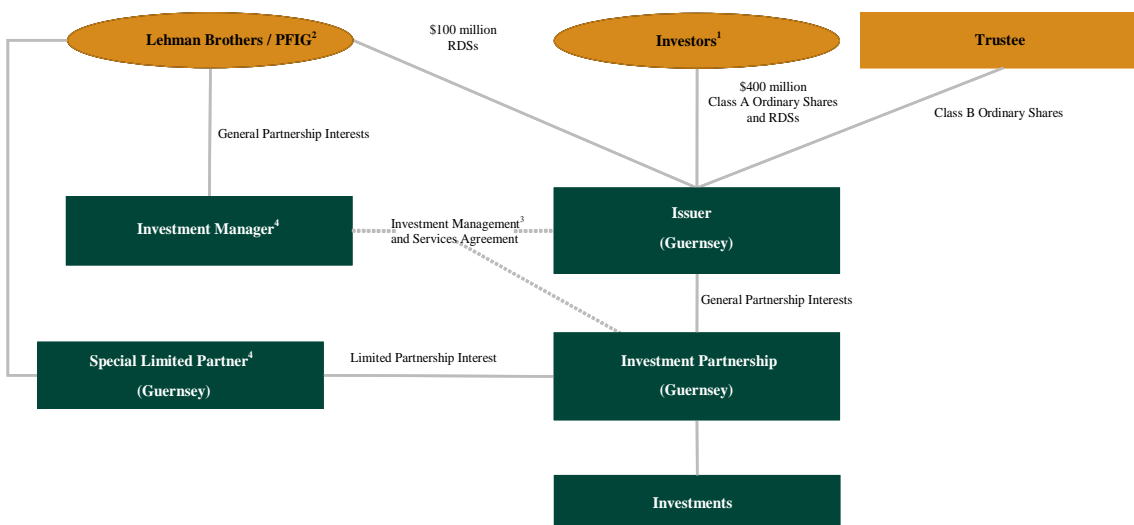 Lehman Brothers / PFIG²
$100 million
RDSs
Investors¹
Trustee
$400 million
Class A Ordinary Shares
and RDSs
Class B Ordinary Shares
General Partnership Interests
Investment Manager⁴
Investment Management³
and Services Agreement
Issuer
(Guernsey)
General Partnership Interests
Special Limited Partner⁴
(Guernsey)
Limited Partnership Interest
Investment Partnership
(Guernsey)
Investments